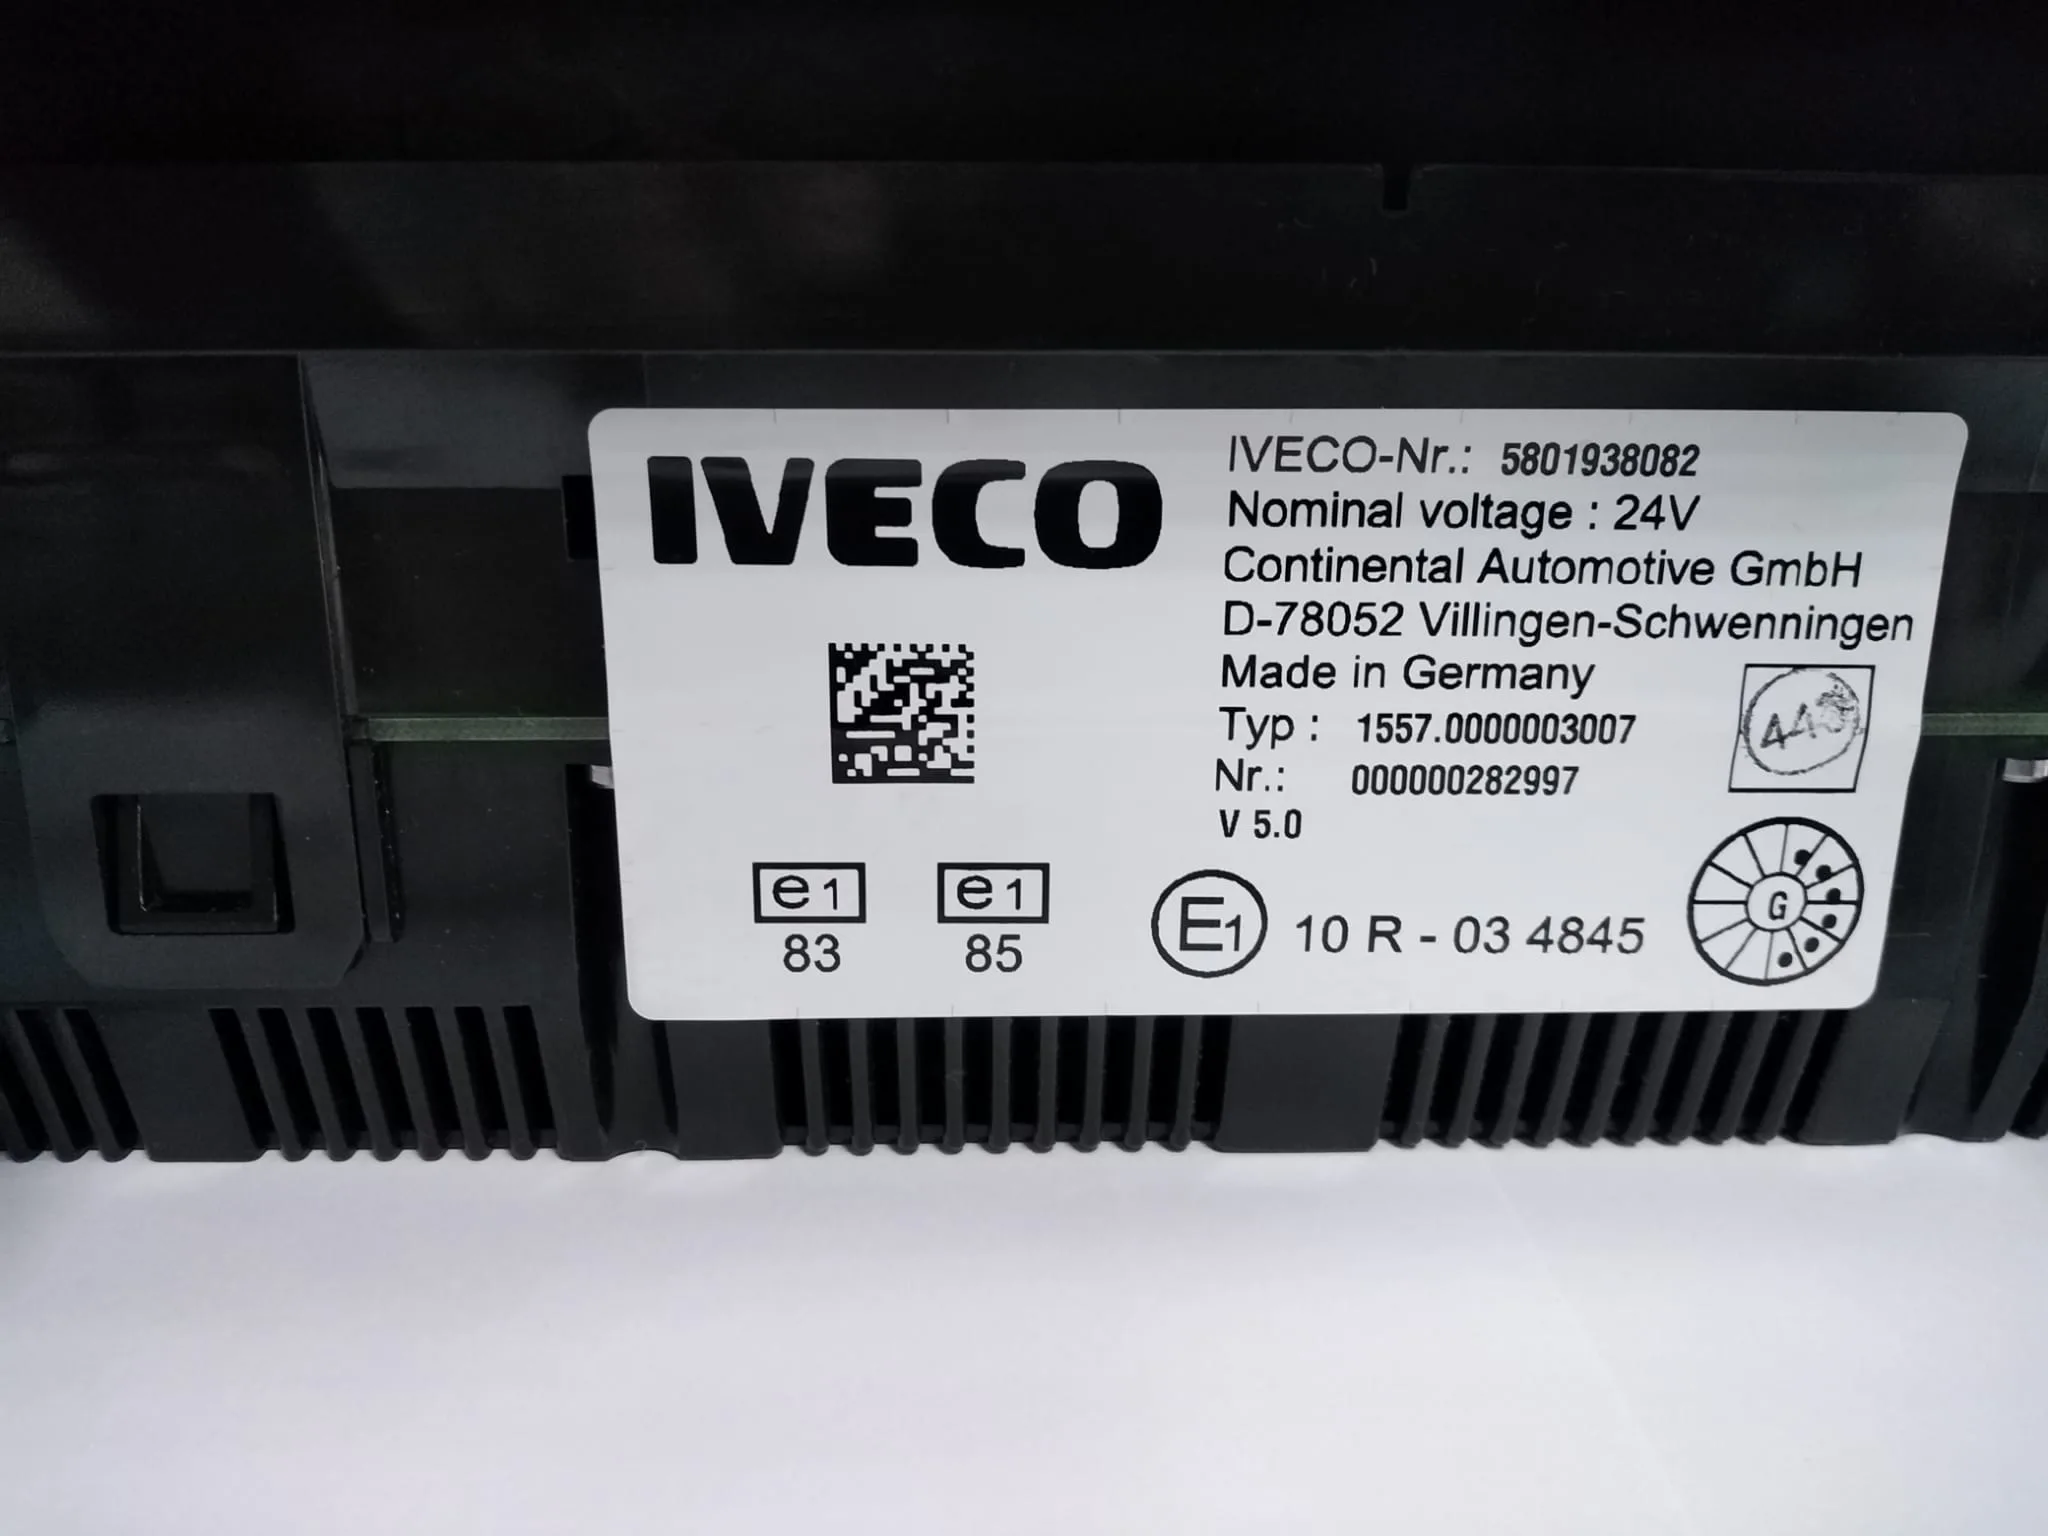 IVECO
IVECO-Nr.: 5801938082
Nominal voltage : 24V
Continental Automotive GmbH
D-78052 Villingen-Schwenningen
Made in Germany
Typ : 1557.0000003007
Nr.: 000000282997
V 5.0
e1
83
e1
85
E1 10 R - 03 4845
G